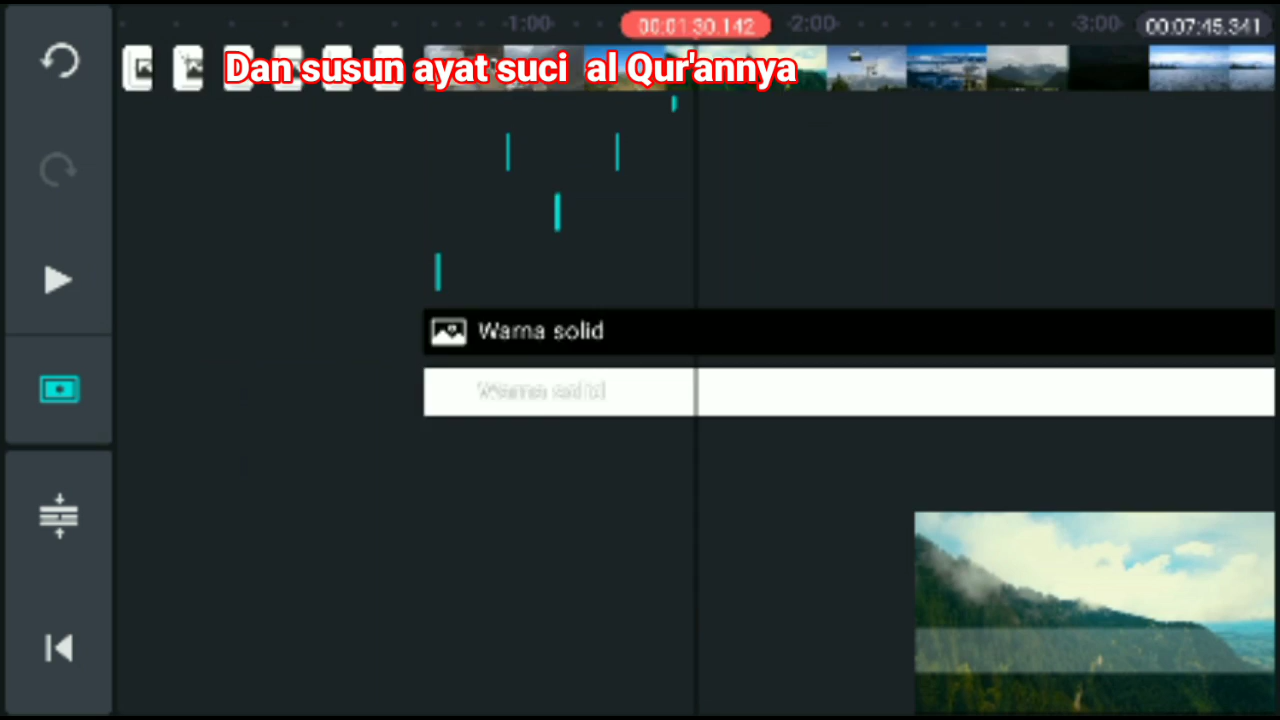 1:00 00:01:30.142 2:00 3:00 00:07:45.341
Dan susun ayat suci al Qur'annya
Warna solid
Warna solid